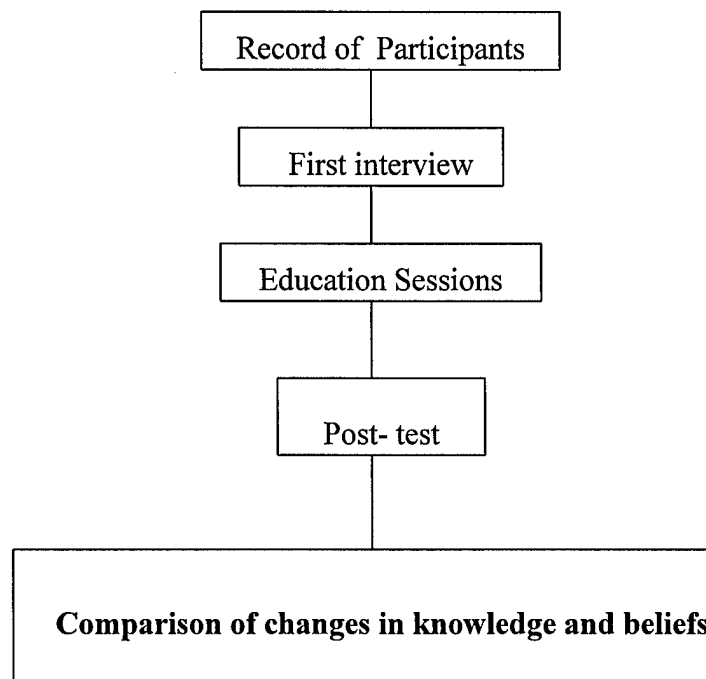 Record of Participants
First interview
Education Sessions
Post- test
Comparison of changes in knowledge and beliefs